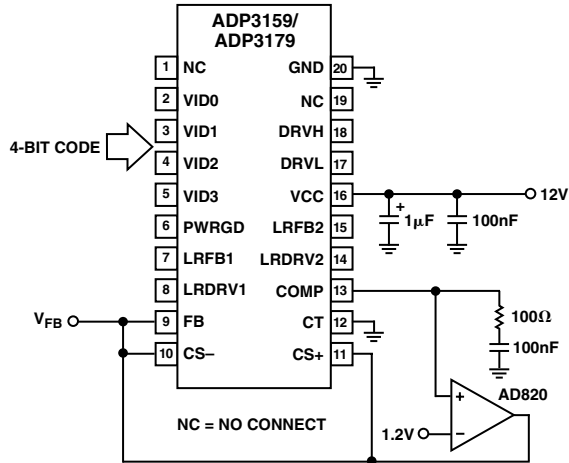 ADP3159/
ADP3179
1 NC GND 20
2 VID0 NC 19
3 VID1 DRVH 18
4-BIT CODE
4 VID2 DRVL 17
5 VID3 VCC 16 12V
+ 1µF 100nF
6 PWRGD LRFB2 15
7 LRFB1 LRDRV2 14
8 LRDRV1 COMP 13
100Ω
VFB 9 FB CT 12
100nF
10 CS– CS+ 11
AD820
+
1.2V –
NC = NO CONNECT